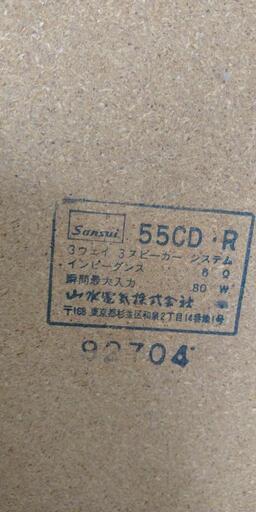 Sansui 55CD・R
3ウェイ 3スピーカー システム
インピーダンス 8 Ω
瞬間最大入力 80 W
山水電気株式会社
〒168 東京都杉並区和泉2丁目14番地1号
92704